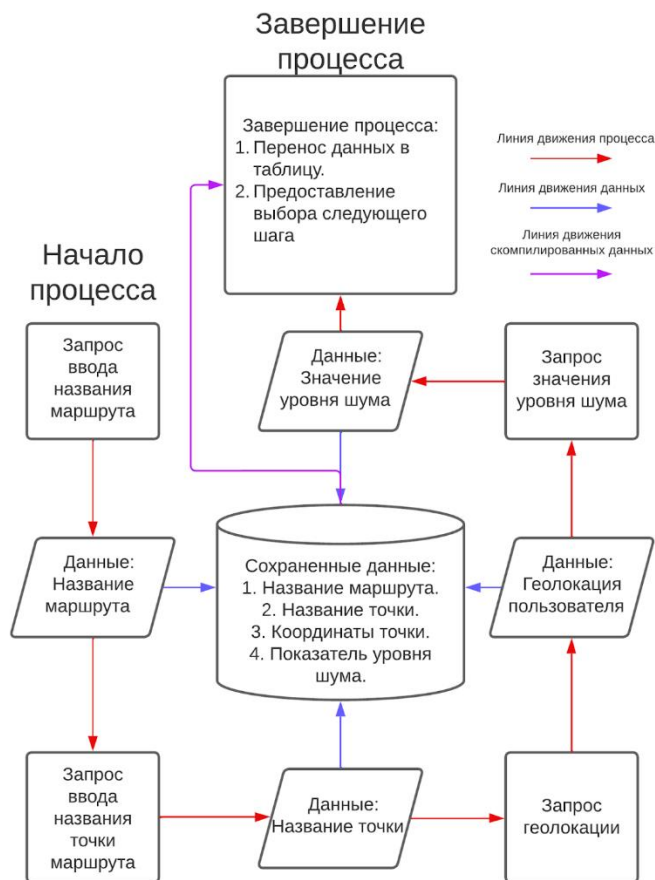 Завершение
процесса
Завершение процесса:
1. Перенос данных в
таблицу.
2. Предоставление
выбора следующего
шага
Линия движения процесса
Линия движения данных
Линия движения
скомпилированных данных
Начало
процесса
Запрос
ввода
названия
маршрута
Данные:
Значение
уровня шума
Запрос
значения
уровня шума
Данные:
Название
маршрута
Сохраненные данные:
1. Название маршрута.
2. Название точки.
3. Координаты точки.
4. Показатель уровня
шума.
Данные:
Геолокация
пользователя
Запрос
ввода
названия
точки
маршрута
Данные:
Название точки
Запрос
геолокации